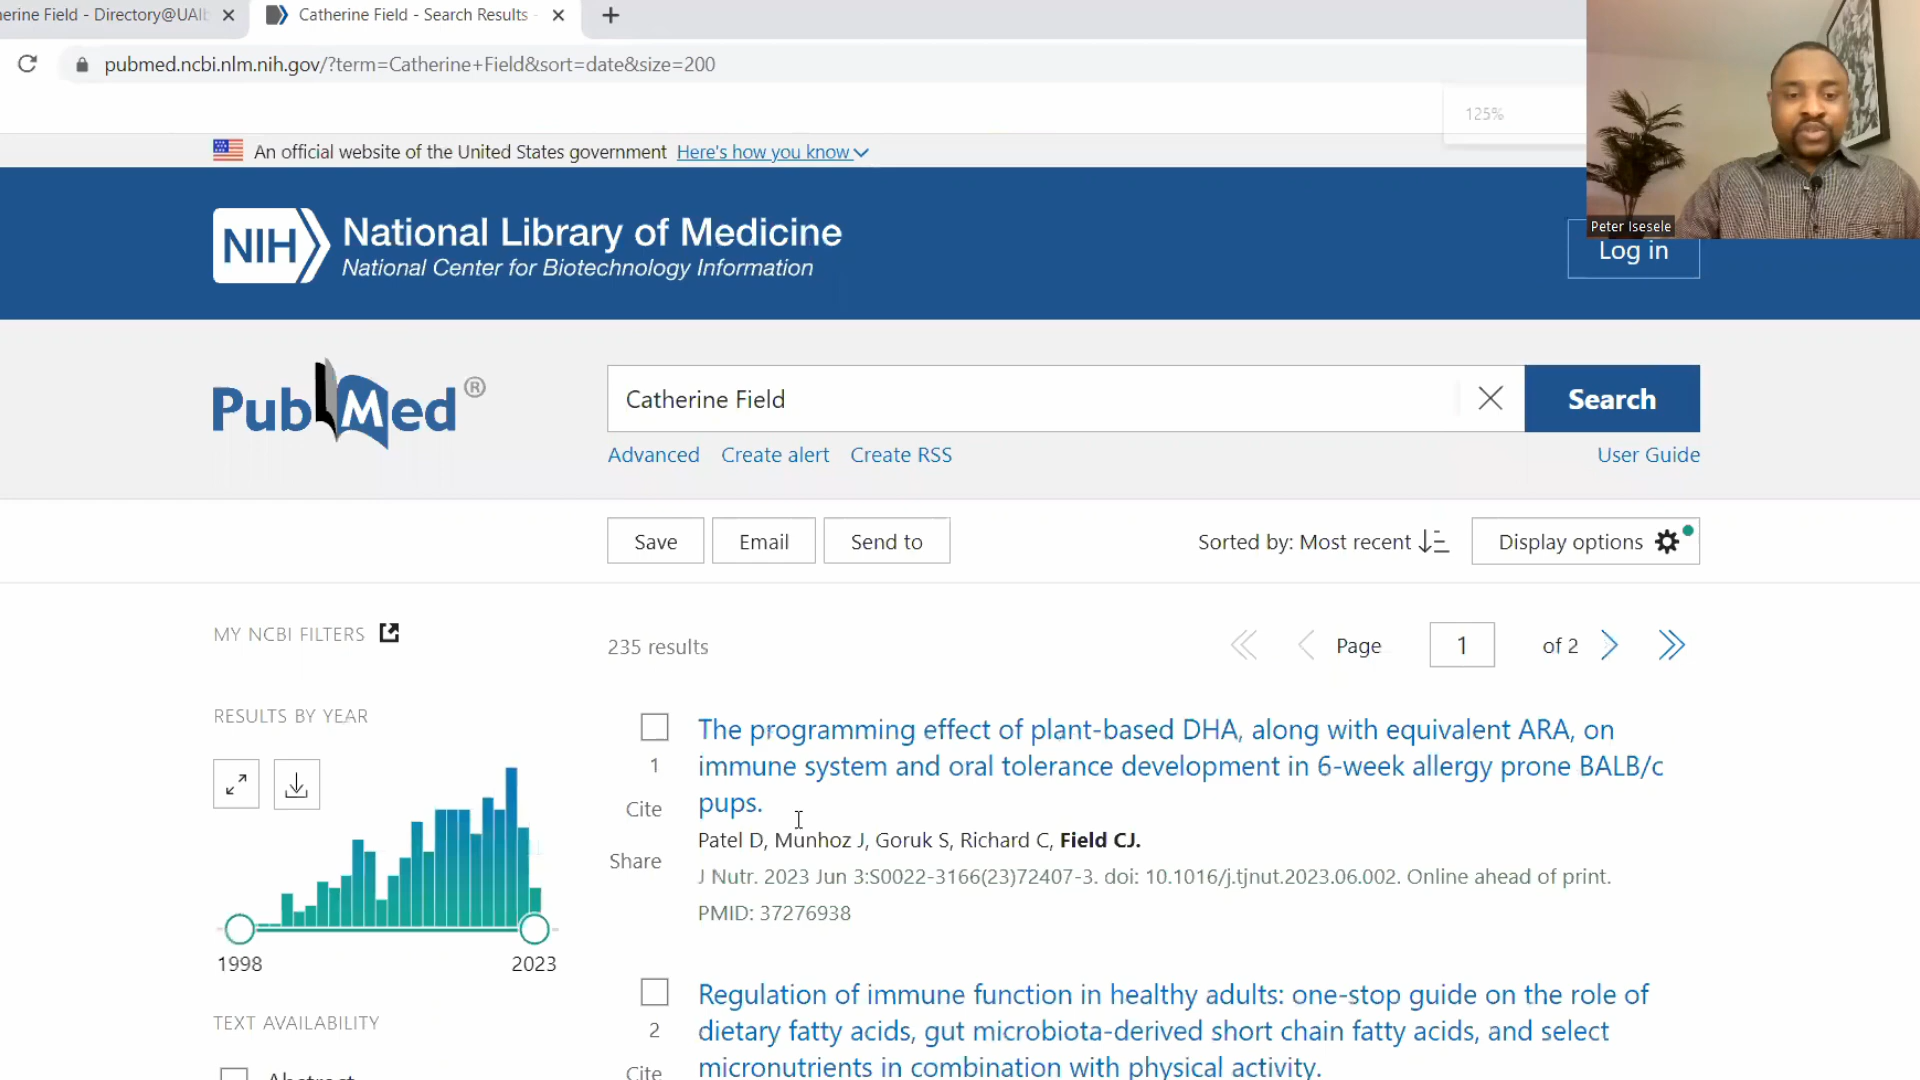 erine Field - Directory@UAlb
Catherine Field - Search Results -
pubmed.ncbi.nlm.nih.gov/?term=Catherine+Field&sort=date&size=200
125%
An official website of the United States government Here's how you know
NIH National Library of Medicine
National Center for Biotechnology Information
Peter Isesele
Log in
PubMed®
Catherine Field
Search
Advanced Create alert Create RSS
User Guide
Save Email Send to
Sorted by: Most recent
Display options
MY NCBI FILTERS
235 results
Page 1 of 2
RESULTS BY YEAR
1998 2023
TEXT AVAILABILITY
Abstract
1
Cite
Share
The programming effect of plant-based DHA, along with equivalent ARA, on
immune system and oral tolerance development in 6-week allergy prone BALB/c
pups.
Patel D, Munhoz J, Goruk S, Richard C, Field CJ.
J Nutr. 2023 Jun 3:S0022-3166(23)72407-3. doi: 10.1016/j.tjnut.2023.06.002. Online ahead of print.
PMID: 37276938
2
Cite
Regulation of immune function in healthy adults: one-stop guide on the role of
dietary fatty acids, gut microbiota-derived short chain fatty acids, and select
micronutrients in combination with physical activity.